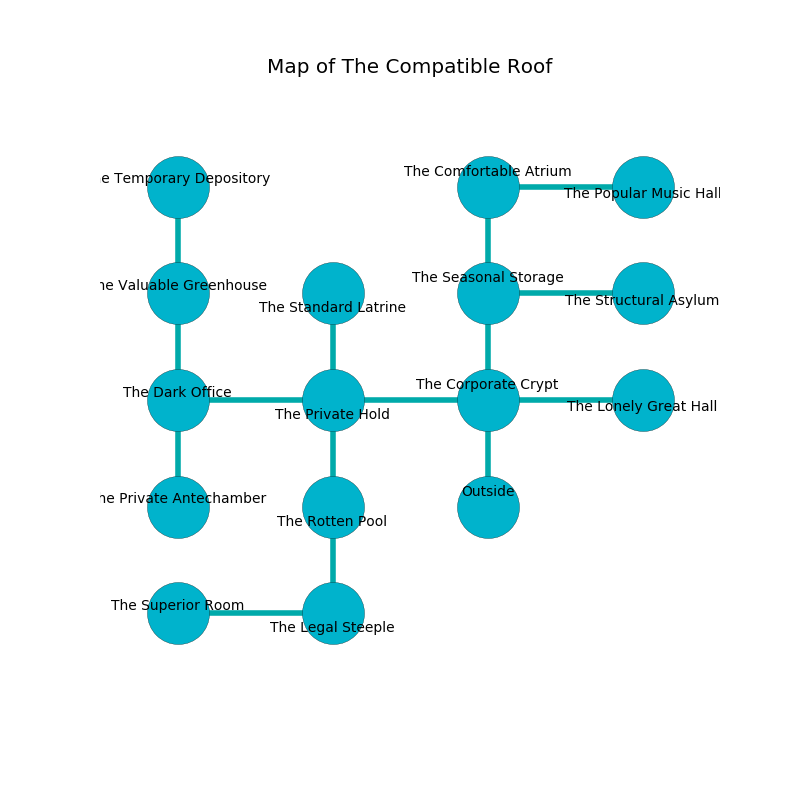 Map of The Compatible Roof
The Comfortable Atrium
e Temporary Depository
The Popular Music Hall
The Seasonal Storage
ne Valuable Greenhouse
The Structural Asylum
The Standard Latrine
The Corporate Crypt
The Dark Office
The Lonely Great Hall
The Private Hold
Outside
ne Private Antechamber
The Rotten Pool
The Superior Room
The Legal Steeple